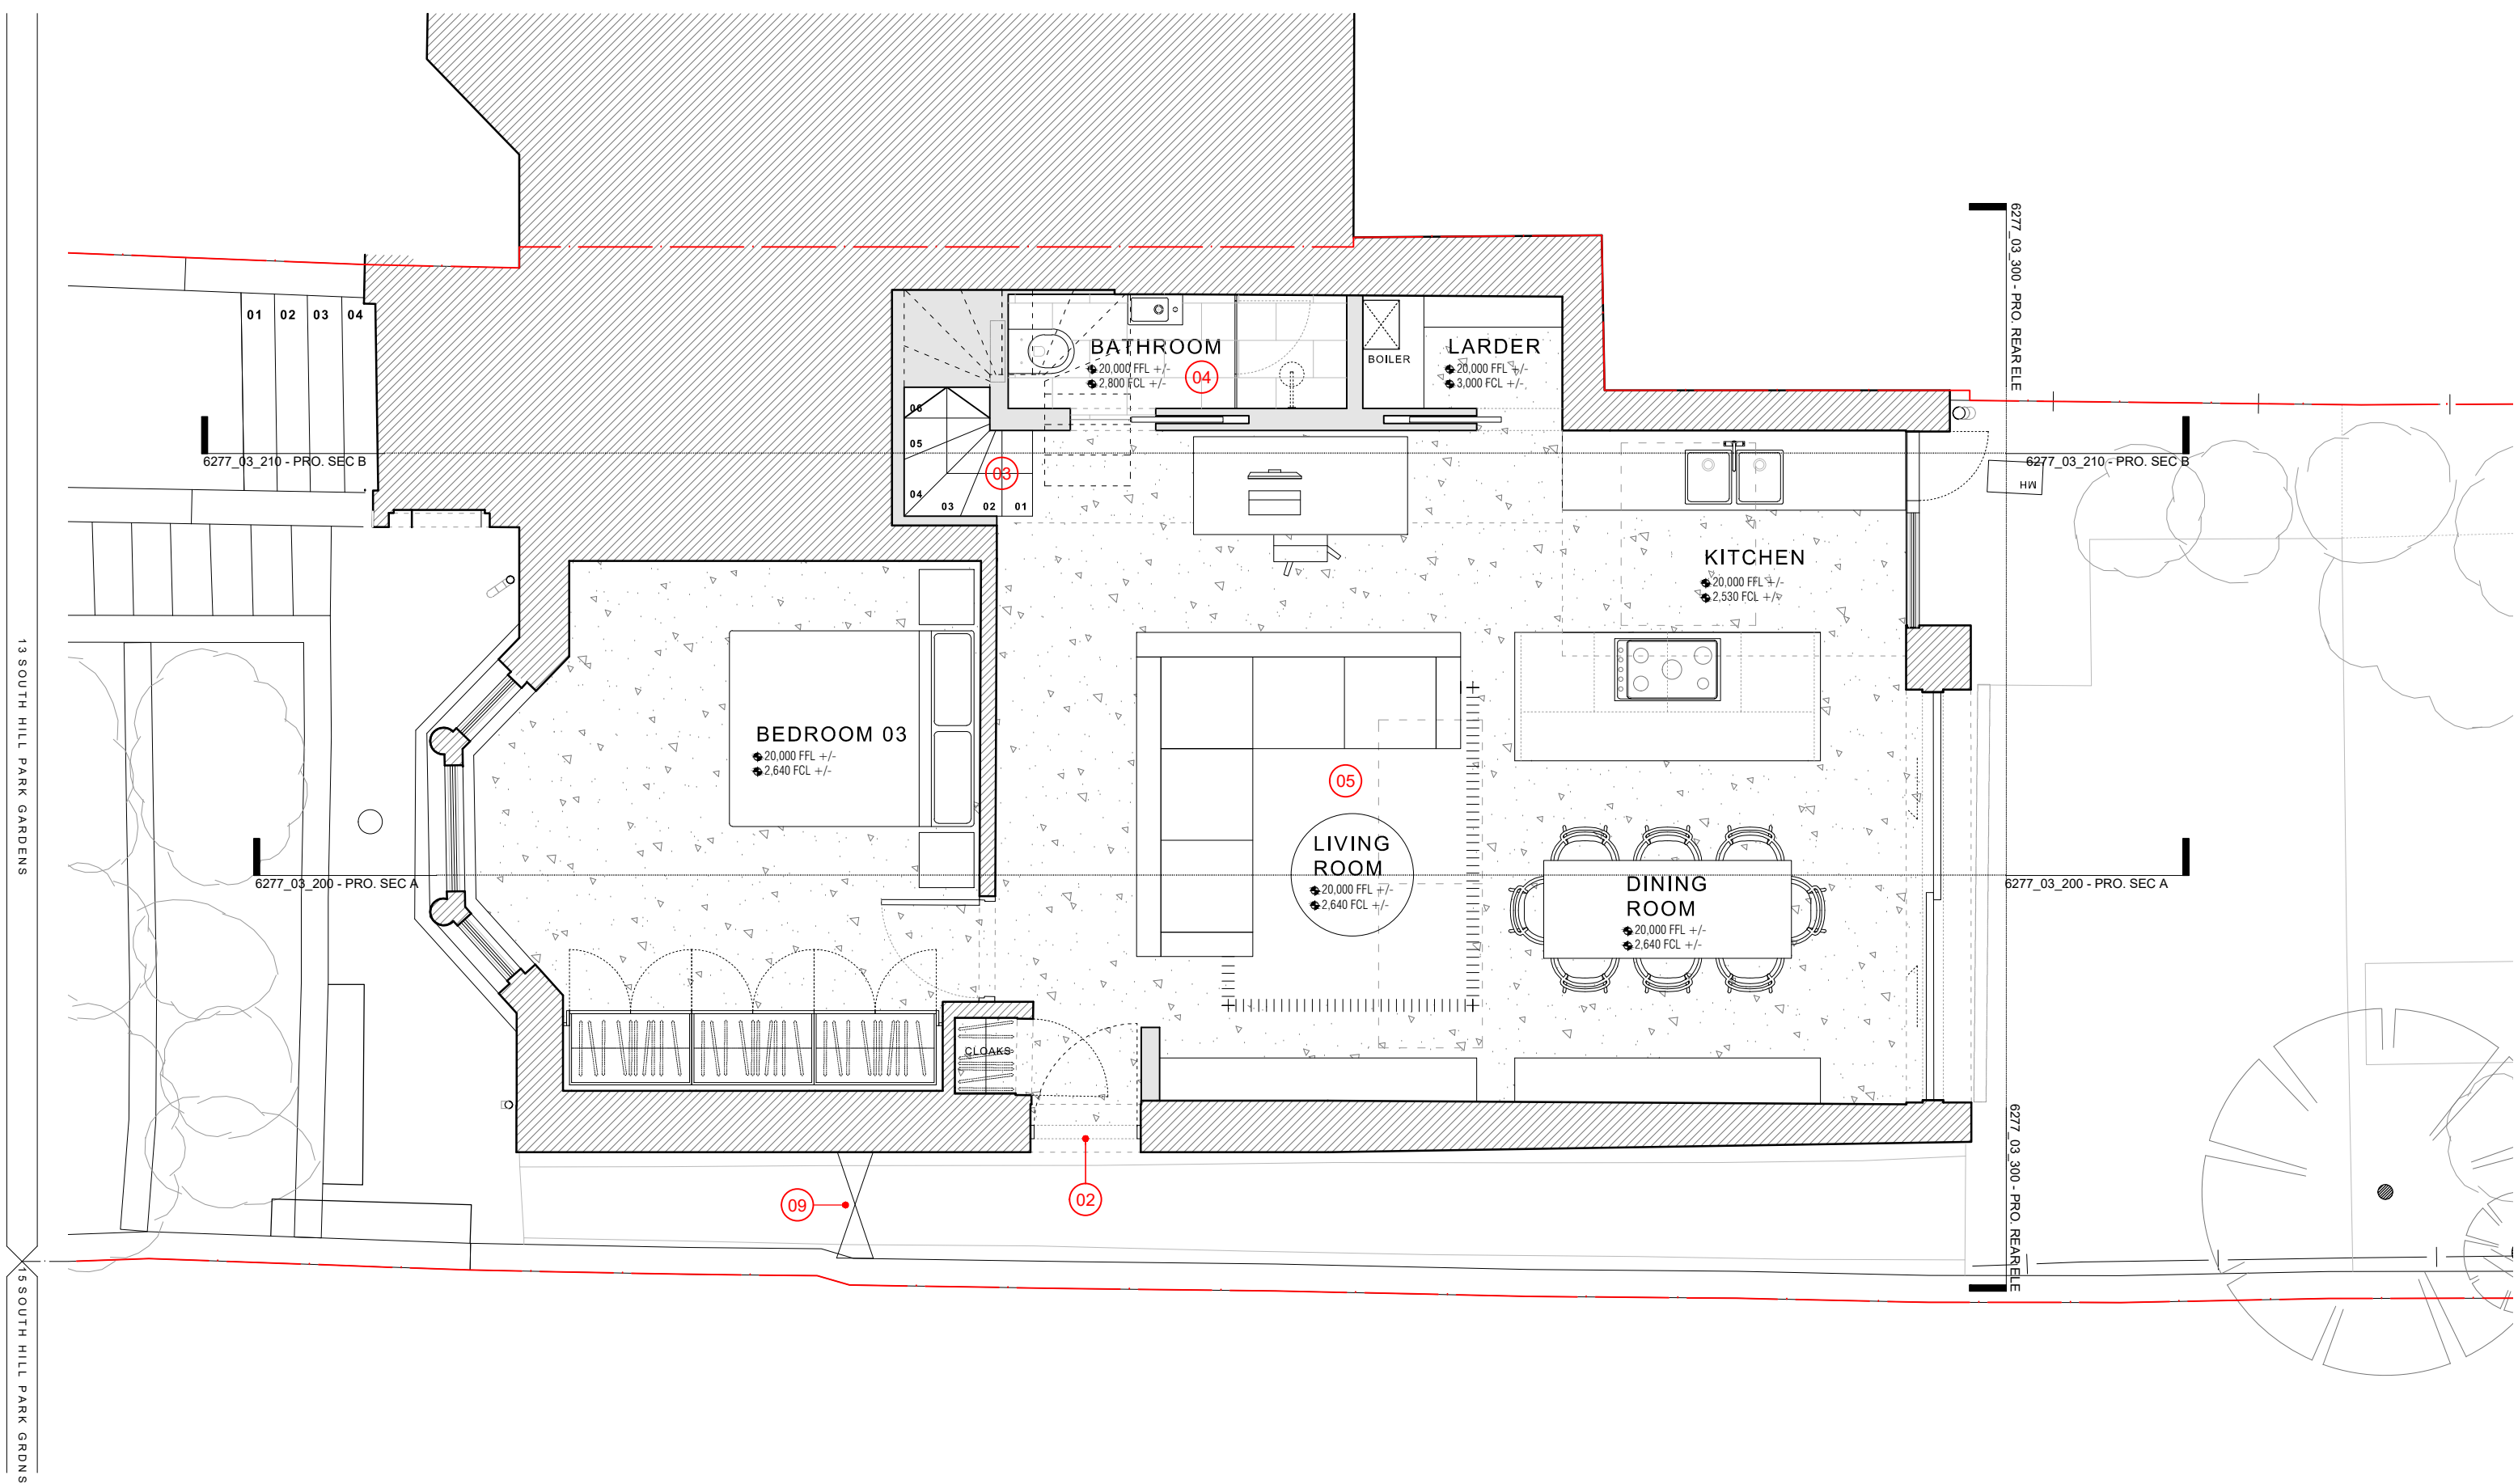 6277_03_300 - PRO. REAR ELE
01 02 03 04
BATHROOM
20,000 FFL +/-
2,800 FCL +/-
04
BOILER
LARDER
20,000 FFL +/-
3,000 FCL +/-
06
05
04
03 02 01
03
6277_03_210 - PRO. SEC B
6277_03_210 - PRO. SEC B
MH
KITCHEN
20,000 FFL +/-
2,530 FCL +/-
13 SOUTH HILL PARK GARDENS
BEDROOM 03
20,000 FFL +/-
2,640 FCL +/-
05
LIVING
ROOM
20,000 FFL +/-
2,640 FCL +/-
DINING
ROOM
20,000 FFL +/-
2,640 FCL +/-
6277_03_200 - PRO. SEC A
6277_03_200 - PRO. SEC A
CLOAKS
09
02
6277_03_300 - PRO. REAR ELE
15 SOUTH HILL PARK GRDNS